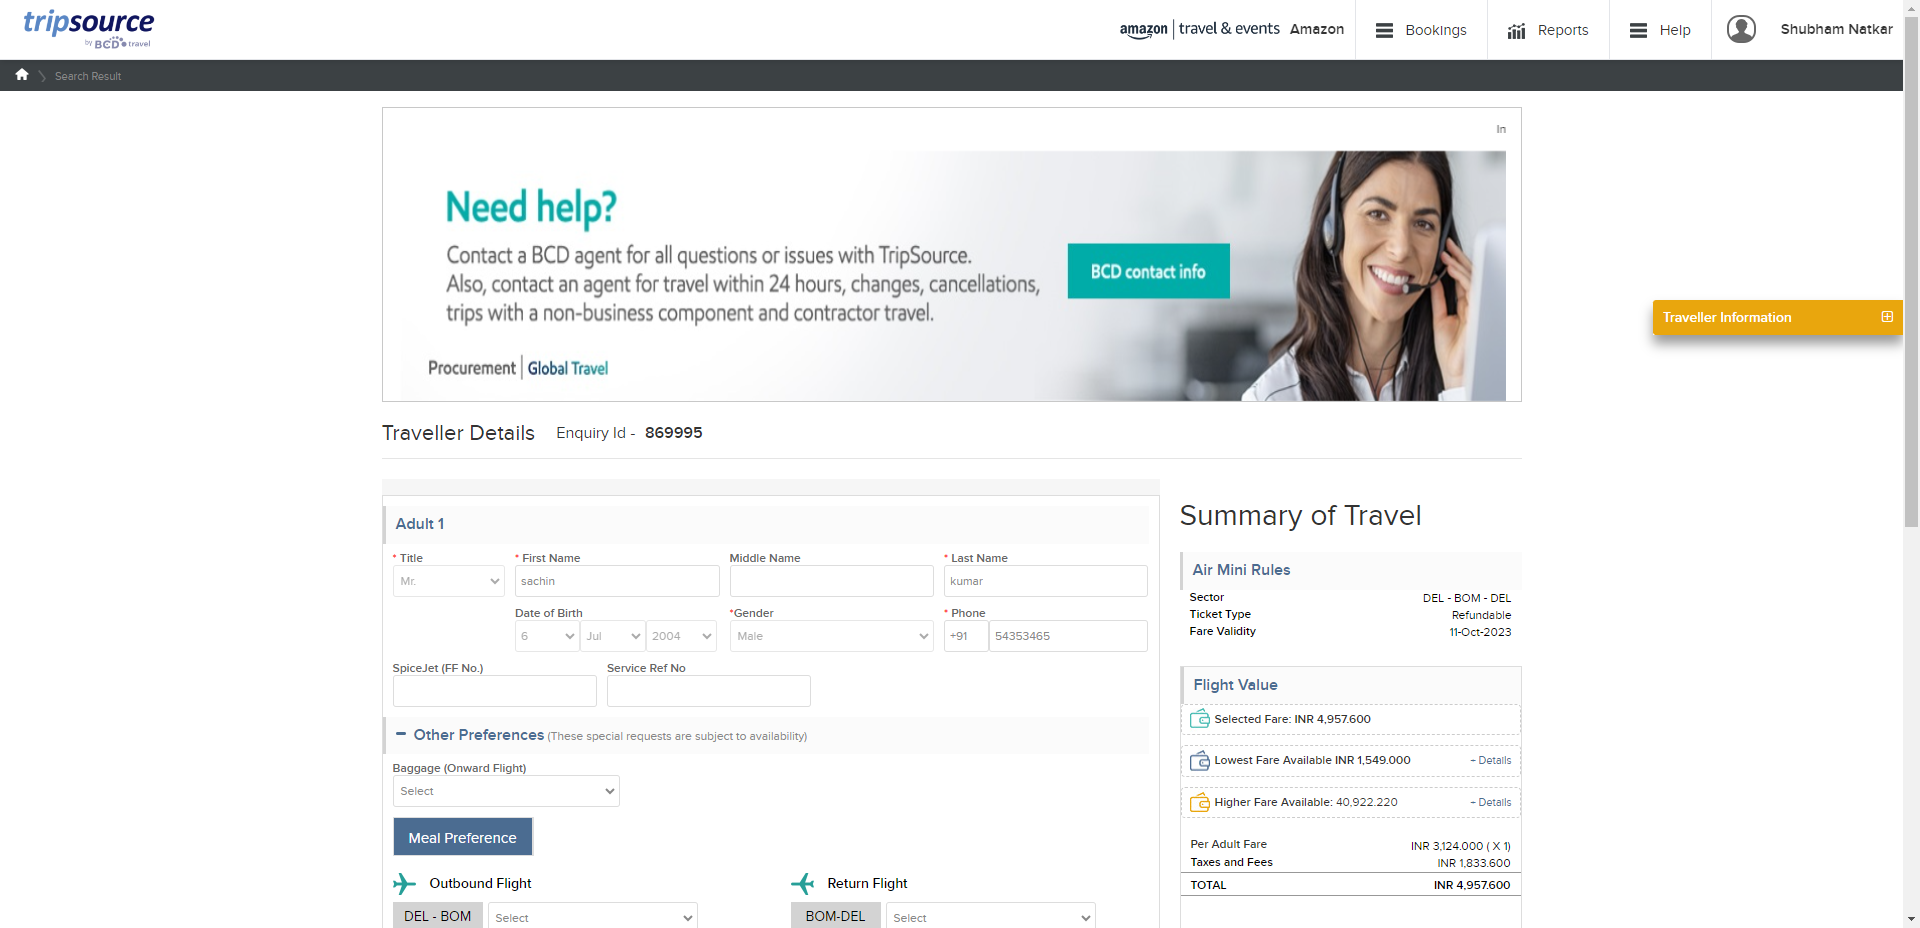 tripsource
by BCD travel
amazon | travel & events Amazon
Bookings
Reports
Help
Shubham Natkar
Search Result
In
Need help?
Contact a BCD agent for all questions or issues with TripSource.
Also, contact an agent for travel within 24 hours, changes, cancellations,
trips with a non-business component and contractor travel.
BCD contact info
Procurement | Global Travel
Traveller Information
Traveller Details Enquiry Id - 869995
Adult 1
* Title * First Name Middle Name * Last Name
Mr. sachin kumar
Date of Birth *Gender * Phone
6 Jul 2004 Male +91 54353465
SpiceJet (FF No.) Service Ref No
Other Preferences (These special requests are subject to availability)
Baggage (Onward Flight)
Select
Meal Preference
Outbound Flight Return Flight
DEL - BOM Select BOM-DEL Select
Summary of Travel
Air Mini Rules
Sector DEL - BOM - DEL
Ticket Type Refundable
Fare Validity 11-Oct-2023
Flight Value
Selected Fare: INR 4,957.600
Lowest Fare Available INR 1,549.000 + Details
Higher Fare Available: 40,922.220 + Details
Per Adult Fare INR 3,124.000 ( X 1)
Taxes and Fees INR 1,833.600
TOTAL INR 4,957.600